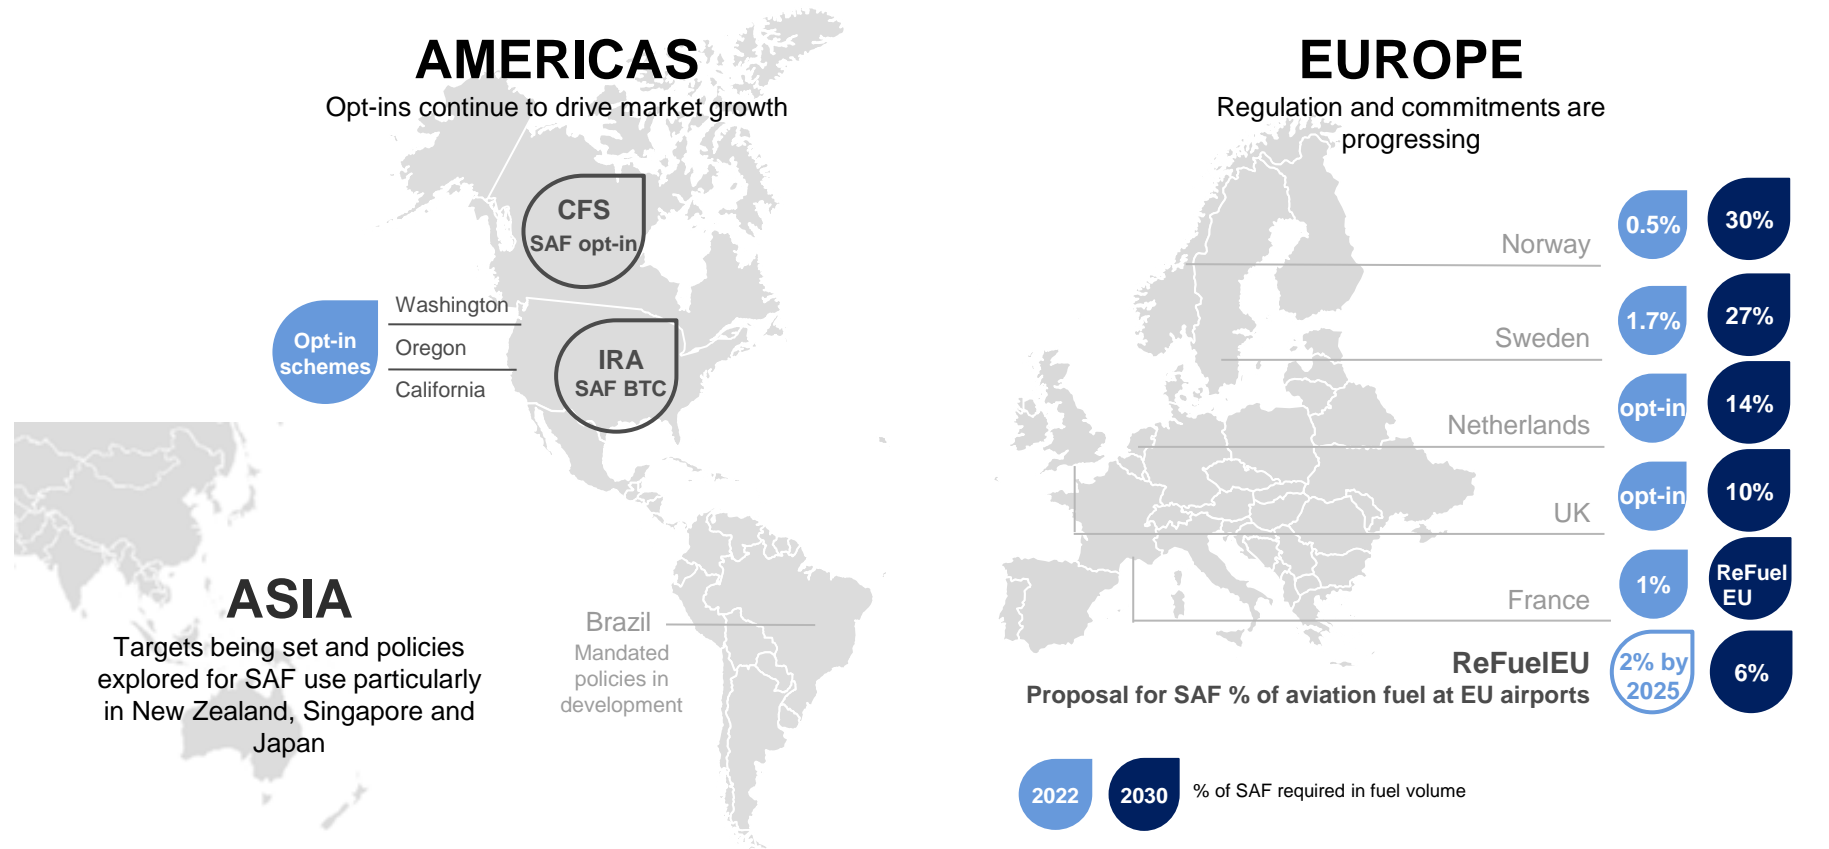 AMERICAS
Opt-ins continue to drive market growth
CFS
SAF opt-in
Opt-in
schemes
Washington
Oregon
California
IRA
SAF BTC
Brazil
Mandated
policies in
development
ASIA
Targets being set and policies
explored for SAF use particularly
in New Zealand, Singapore and
Japan
EUROPE
Regulation and commitments are
progressing
Norway 0.5% 30%
Sweden 1.7% 27%
Netherlands opt-in 14%
UK opt-in 10%
France 1% ReFuel
EU
ReFuelEU
Proposal for SAF % of aviation fuel at EU airports
2% by
2025
6%
2022 2030 % of SAF required in fuel volume